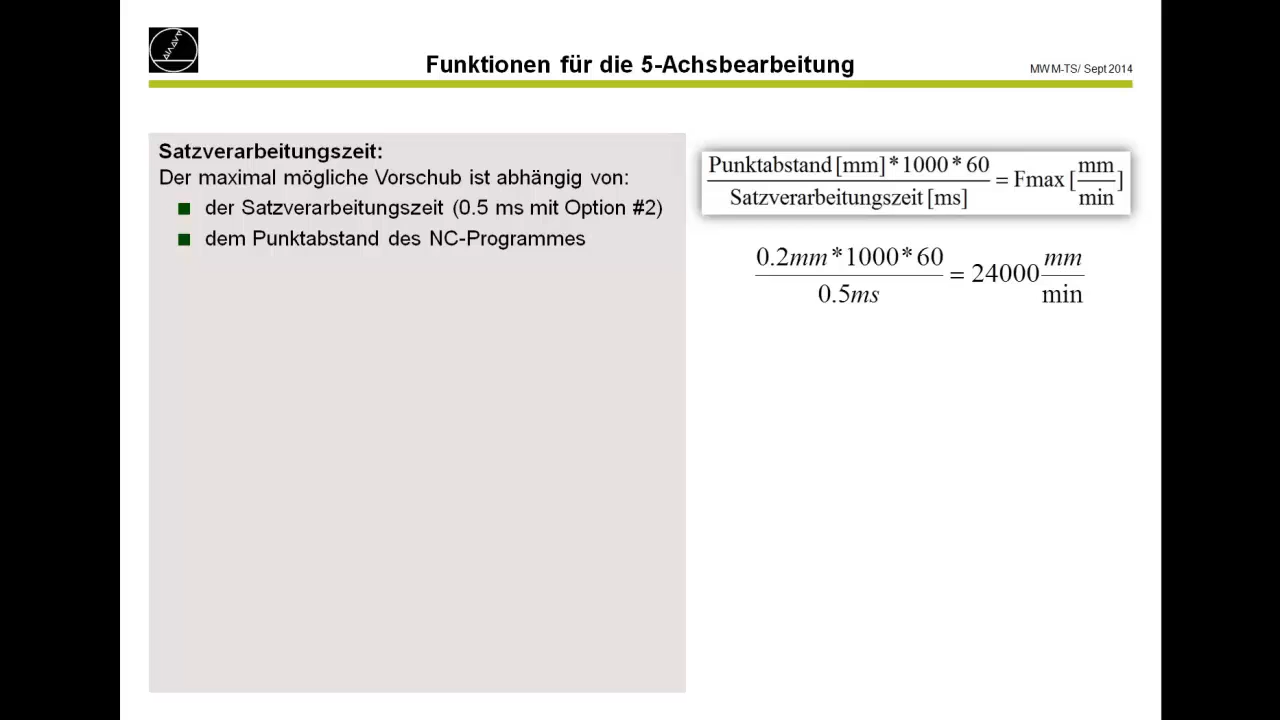 Funktionen für die 5-Achsbearbeitung
MWM-TS/ Sept 2014
Satzverarbeitungszeit:
Der maximal mögliche Vorschub ist abhängig von:
der Satzverarbeitungszeit (0.5 ms mit Option #2)
dem Punktabstand des NC-Programmes
Punktabstand [mm] * 1000 * 60 / Satzverarbeitungszeit [ms] = Fmax [mm/min]
0.2mm * 1000 * 60 / 0.5ms = 24000 mm/min